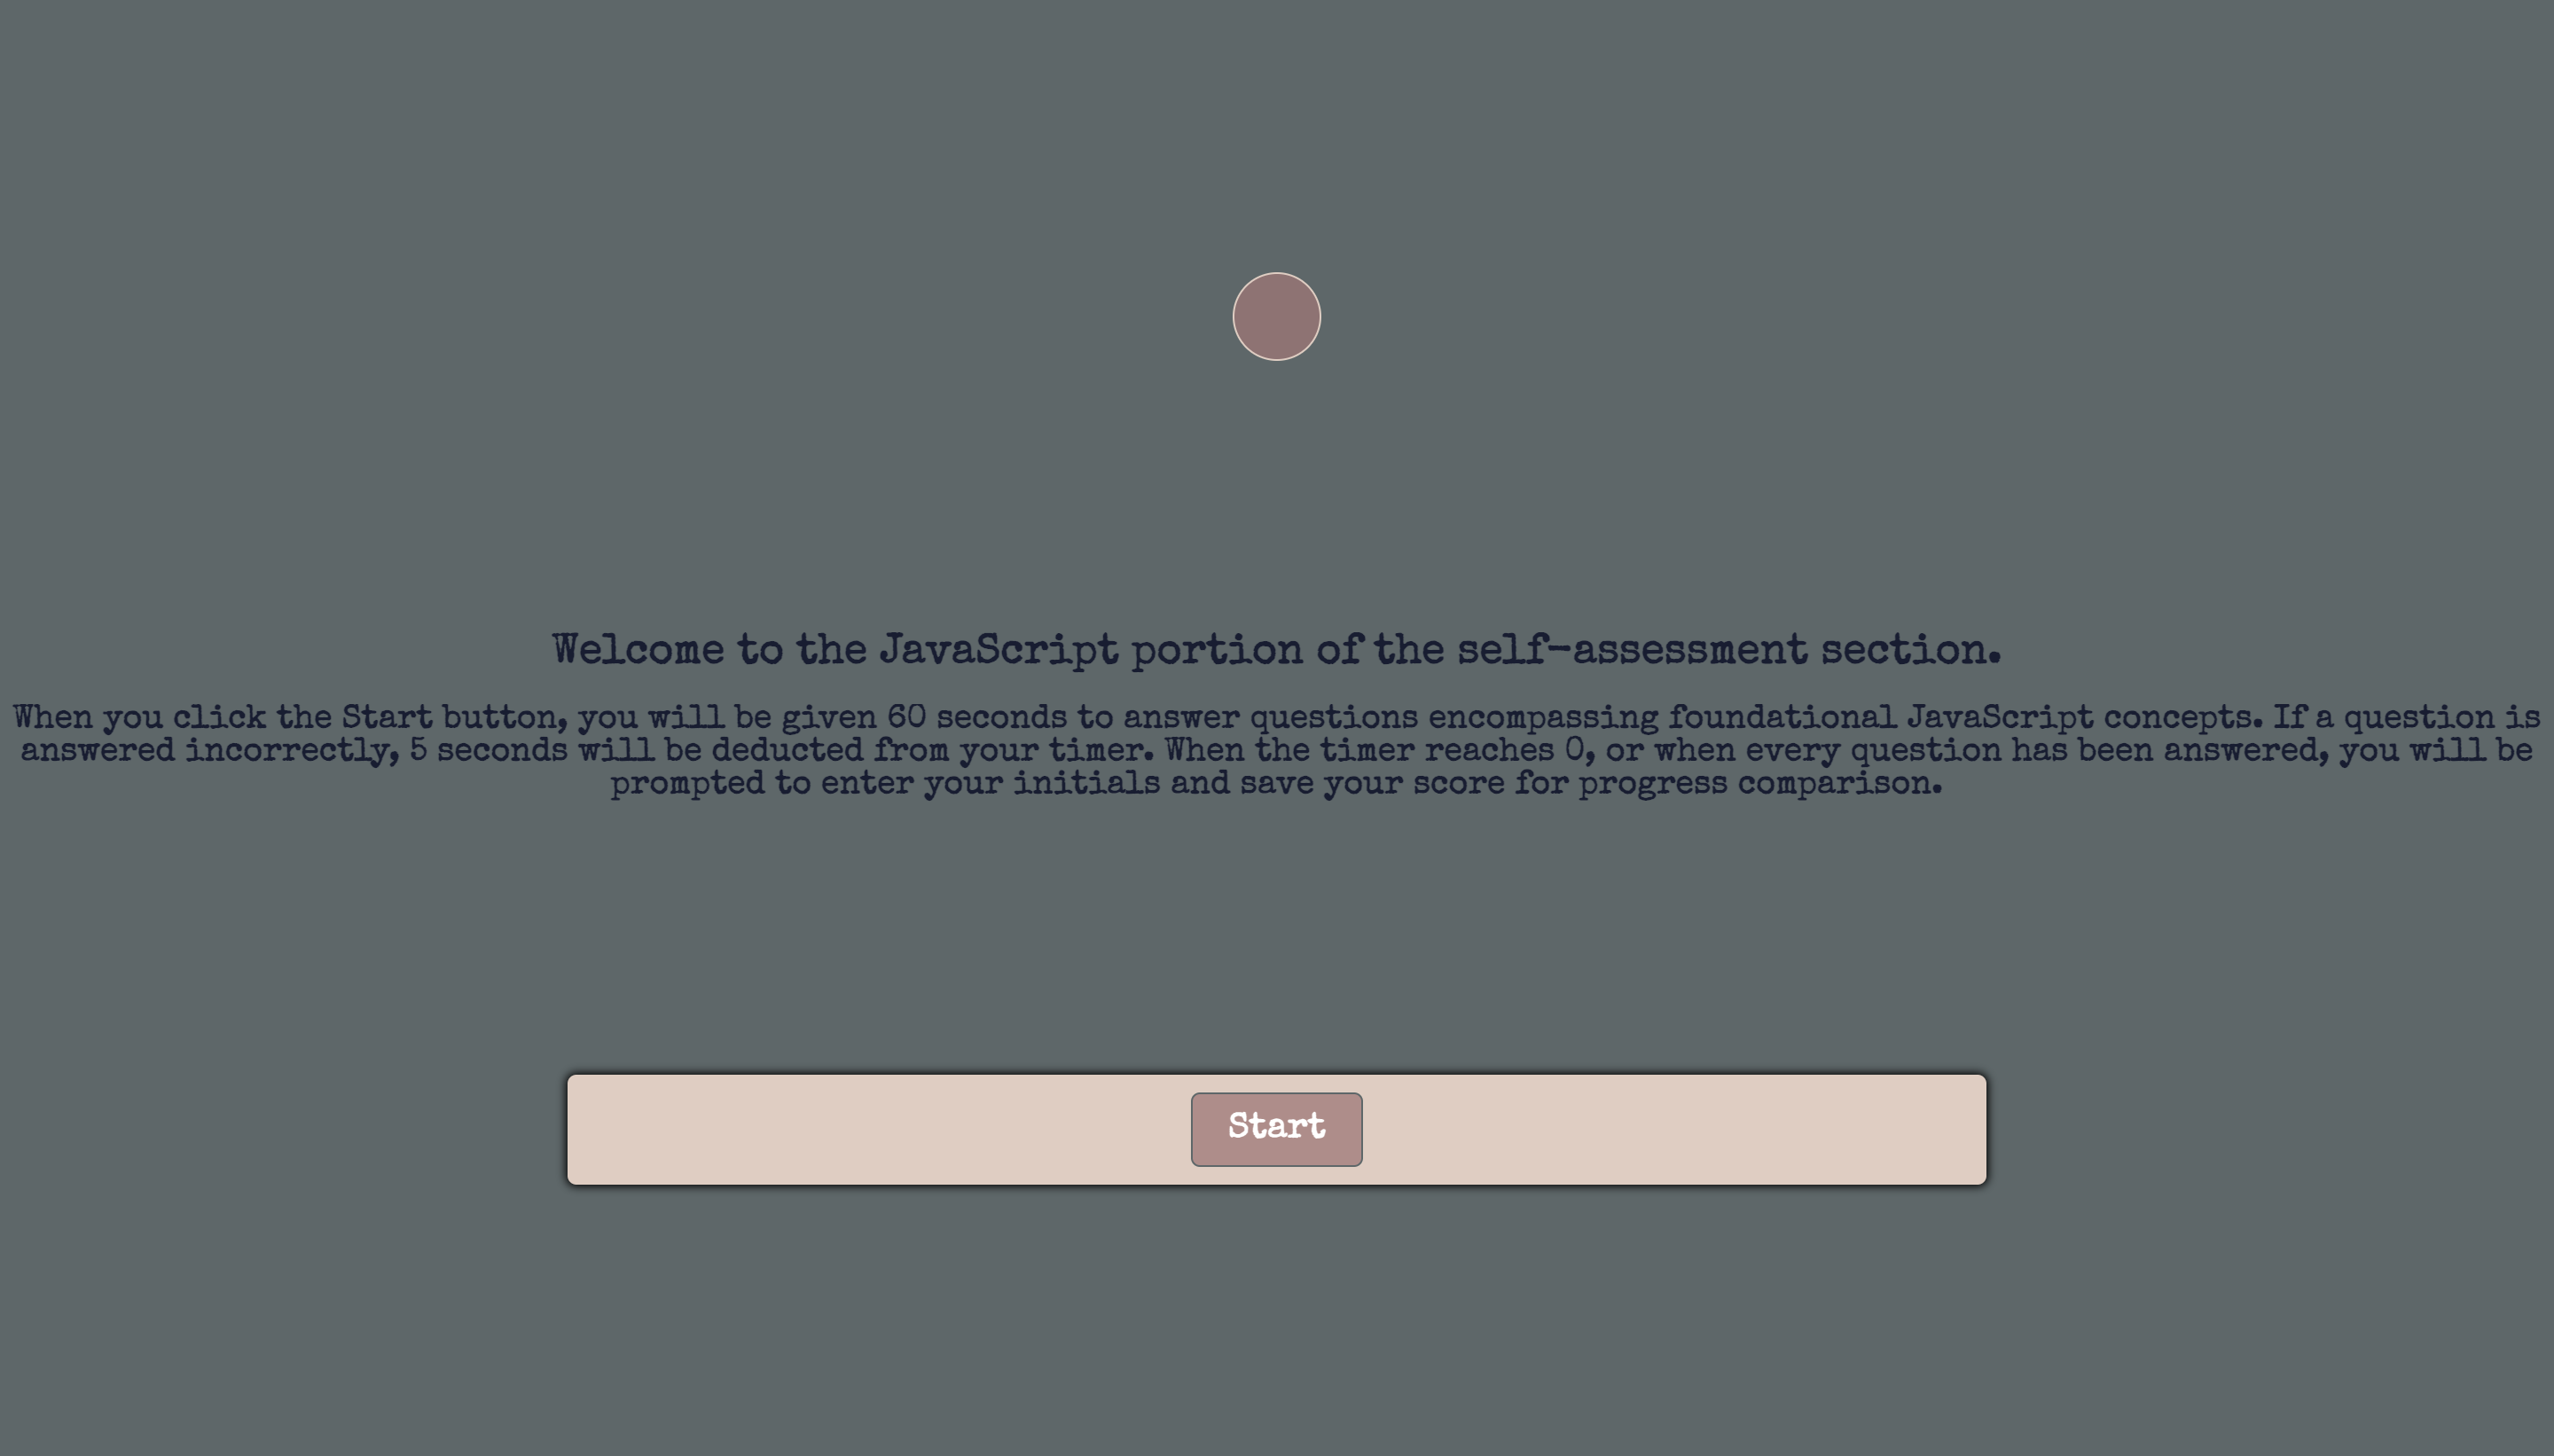 Welcome to the JavaScript portion of the self-assessment section.
When you click the Start button, you will be given 60 seconds to answer questions encompassing foundational JavaScript concepts. If a question is
answered incorrectly, 5 seconds will be deducted from your timer. When the timer reaches 0, or when every question has been answered, you will be
prompted to enter your initials and save your score for progress comparison.
Start